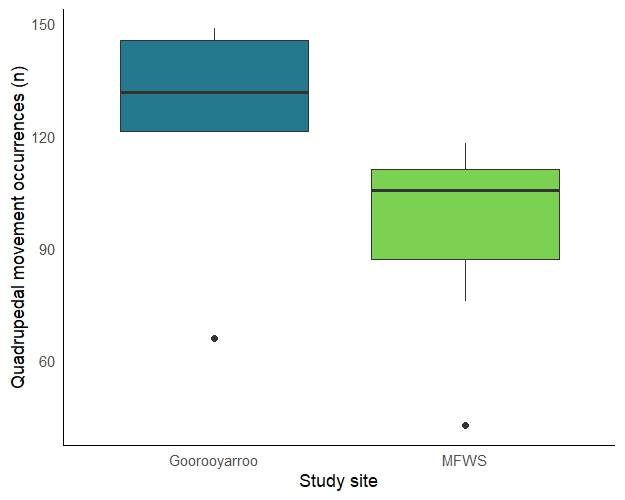 Quadrupedal movement occurrences (n)
150
120
90
60
Goorooyarroo
MFWS
Study site